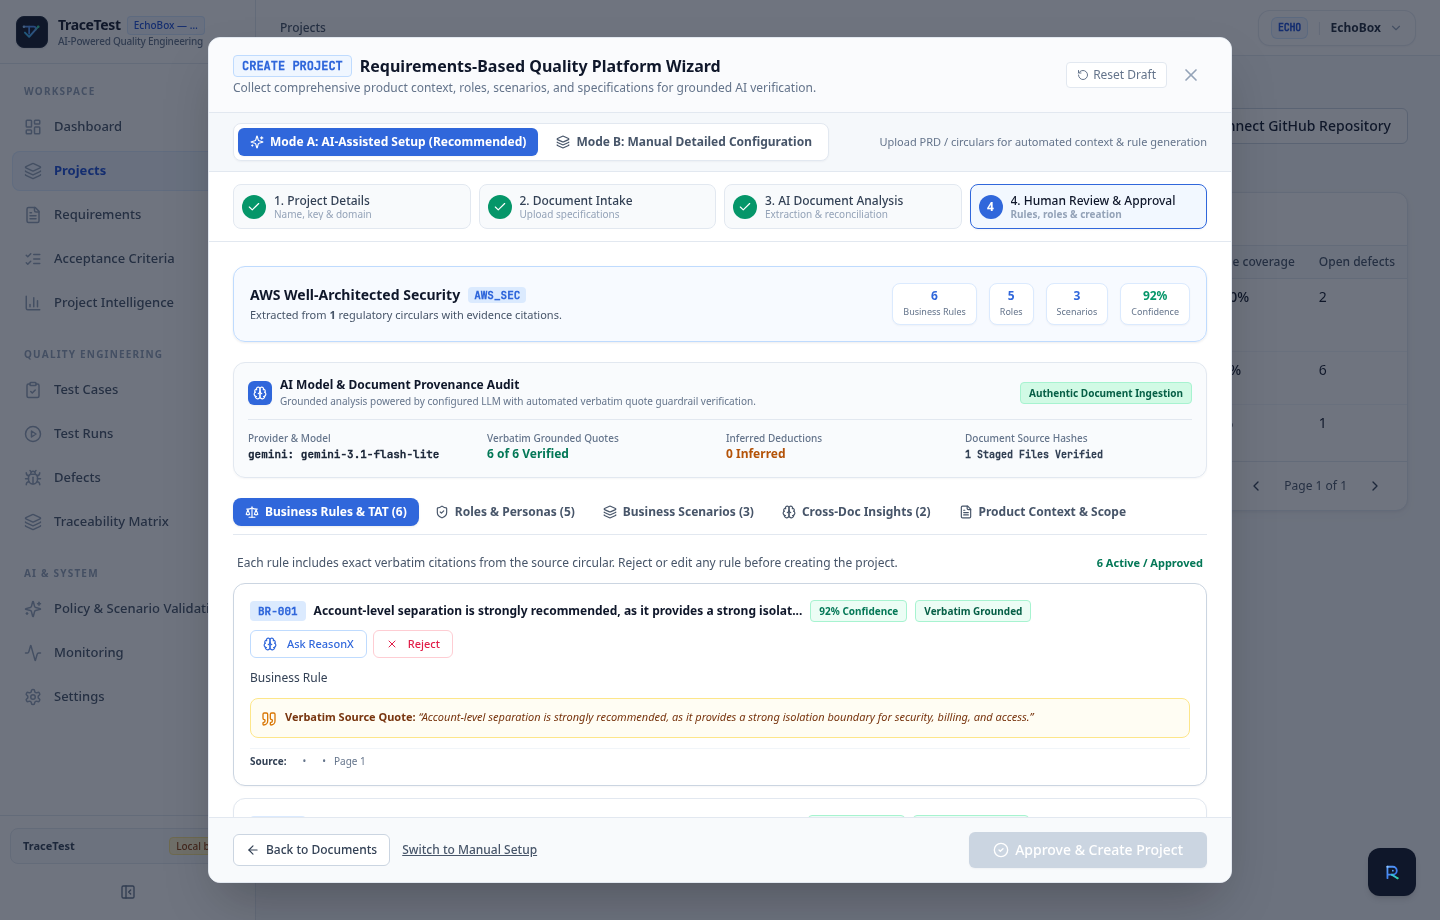 TraceTest EchoBox — ...
AI-Powered Quality Engineering
Projects
ECHO EchoBox
WORKSPACE
Dashboard
Projects
Requirements
Acceptance Criteria
Project Intelligence
QUALITY ENGINEERING
Test Cases
Test Runs
Defects
Traceability Matrix
AI & SYSTEM
Policy & Scenario Validati
Monitoring
Settings
TraceTest Local b
CREATE PROJECT Requirements-Based Quality Platform Wizard
Collect comprehensive product context, roles, scenarios, and specifications for grounded AI verification.
Reset Draft
Mode A: AI-Assisted Setup (Recommended)
Mode B: Manual Detailed Configuration
Upload PRD / circulars for automated context & rule generation
1. Project Details
Name, key & domain
2. Document Intake
Upload specifications
3. AI Document Analysis
Extraction & reconciliation
4
4. Human Review & Approval
Rules, roles & creation
AWS Well-Architected Security AWS_SEC
Extracted from 1 regulatory circulars with evidence citations.
6
Business Rules
5
Roles
3
Scenarios
92%
Confidence
AI Model & Document Provenance Audit
Grounded analysis powered by configured LLM with automated verbatim quote guardrail verification.
Authentic Document Ingestion
Provider & Model
gemini: gemini-3.1-flash-lite
Verbatim Grounded Quotes
6 of 6 Verified
Inferred Deductions
0 Inferred
Document Source Hashes
1 Staged Files Verified
Business Rules & TAT (6)
Roles & Personas (5)
Business Scenarios (3)
Cross-Doc Insights (2)
Product Context & Scope
Each rule includes exact verbatim citations from the source circular. Reject or edit any rule before creating the project.
6 Active / Approved
BR-001 Account-level separation is strongly recommended, as it provides a strong isolat... 92% Confidence Verbatim Grounded
Ask ReasonX
Reject
Business Rule
Verbatim Source Quote: "Account-level separation is strongly recommended, as it provides a strong isolation boundary for security, billing, and access."
Source: • • Page 1
Back to Documents
Switch to Manual Setup
Approve & Create Project
nnect GitHub Repository
e coverage Open defects
0% 2
% 6
1
Page 1 of 1